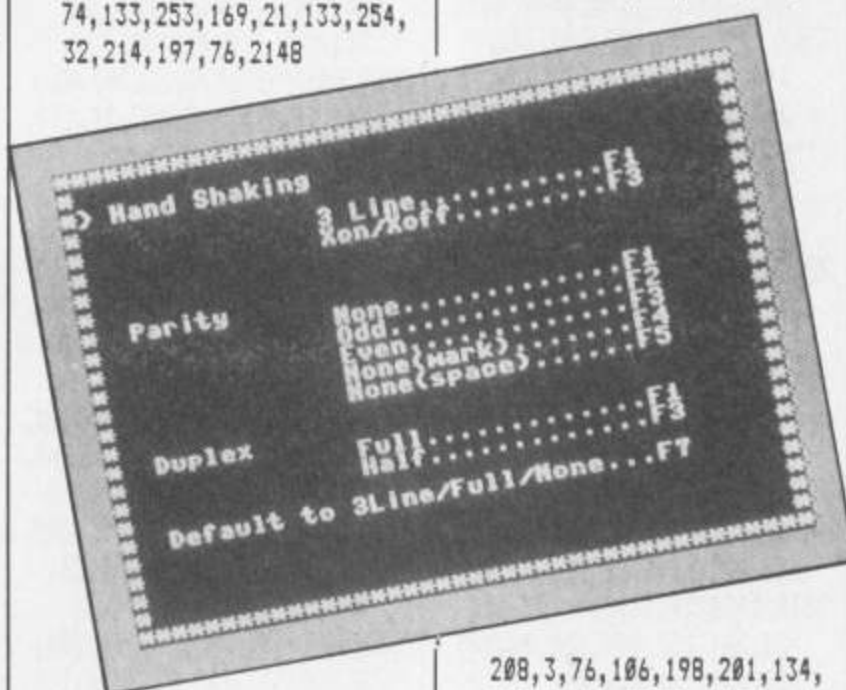 74,133,253,169,21,133,254,
32,214,197,76,2148
> Hand Shaking
3 Line..........F1
Xon/Xoff.........F3
Parity
None............F1
Odd.............F2
Even............F3
None(mark).......F4
None(space)......F5
Duplex
Full............F1
Half............F3
Default to 3Line/Full/None...F7
208,3,76,106,198,201,134,